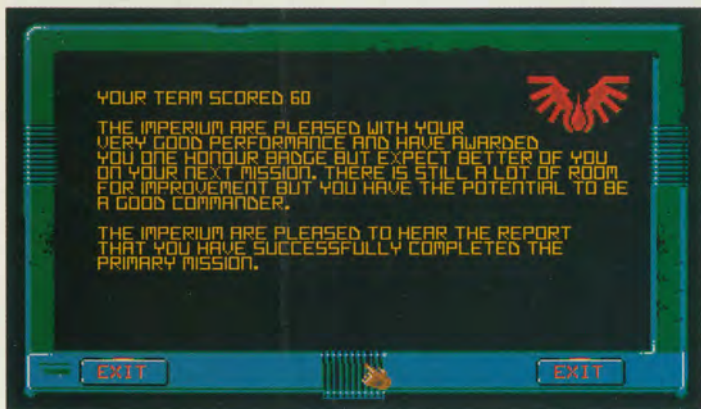 YOUR TEAM SCORED 60
THE IMPERIUM ARE PLEASED WITH YOUR
VERY GOOD PERFORMANCE AND HAVE AWARDED
YOU ONE HONOUR BADGE BUT EXPECT BETTER OF YOU
ON YOUR NEXT MISSION. THERE IS STILL A LOT OF ROOM
FOR IMPROVEMENT BUT YOU HAVE THE POTENTIAL TO BE
A GOOD COMMANDER.
THE IMPERIUM ARE PLEASED TO HEAR THE REPORT
THAT YOU HAVE SUCCESSFULLY COMPLETED THE
PRIMARY MISSION.
EXIT
EXIT